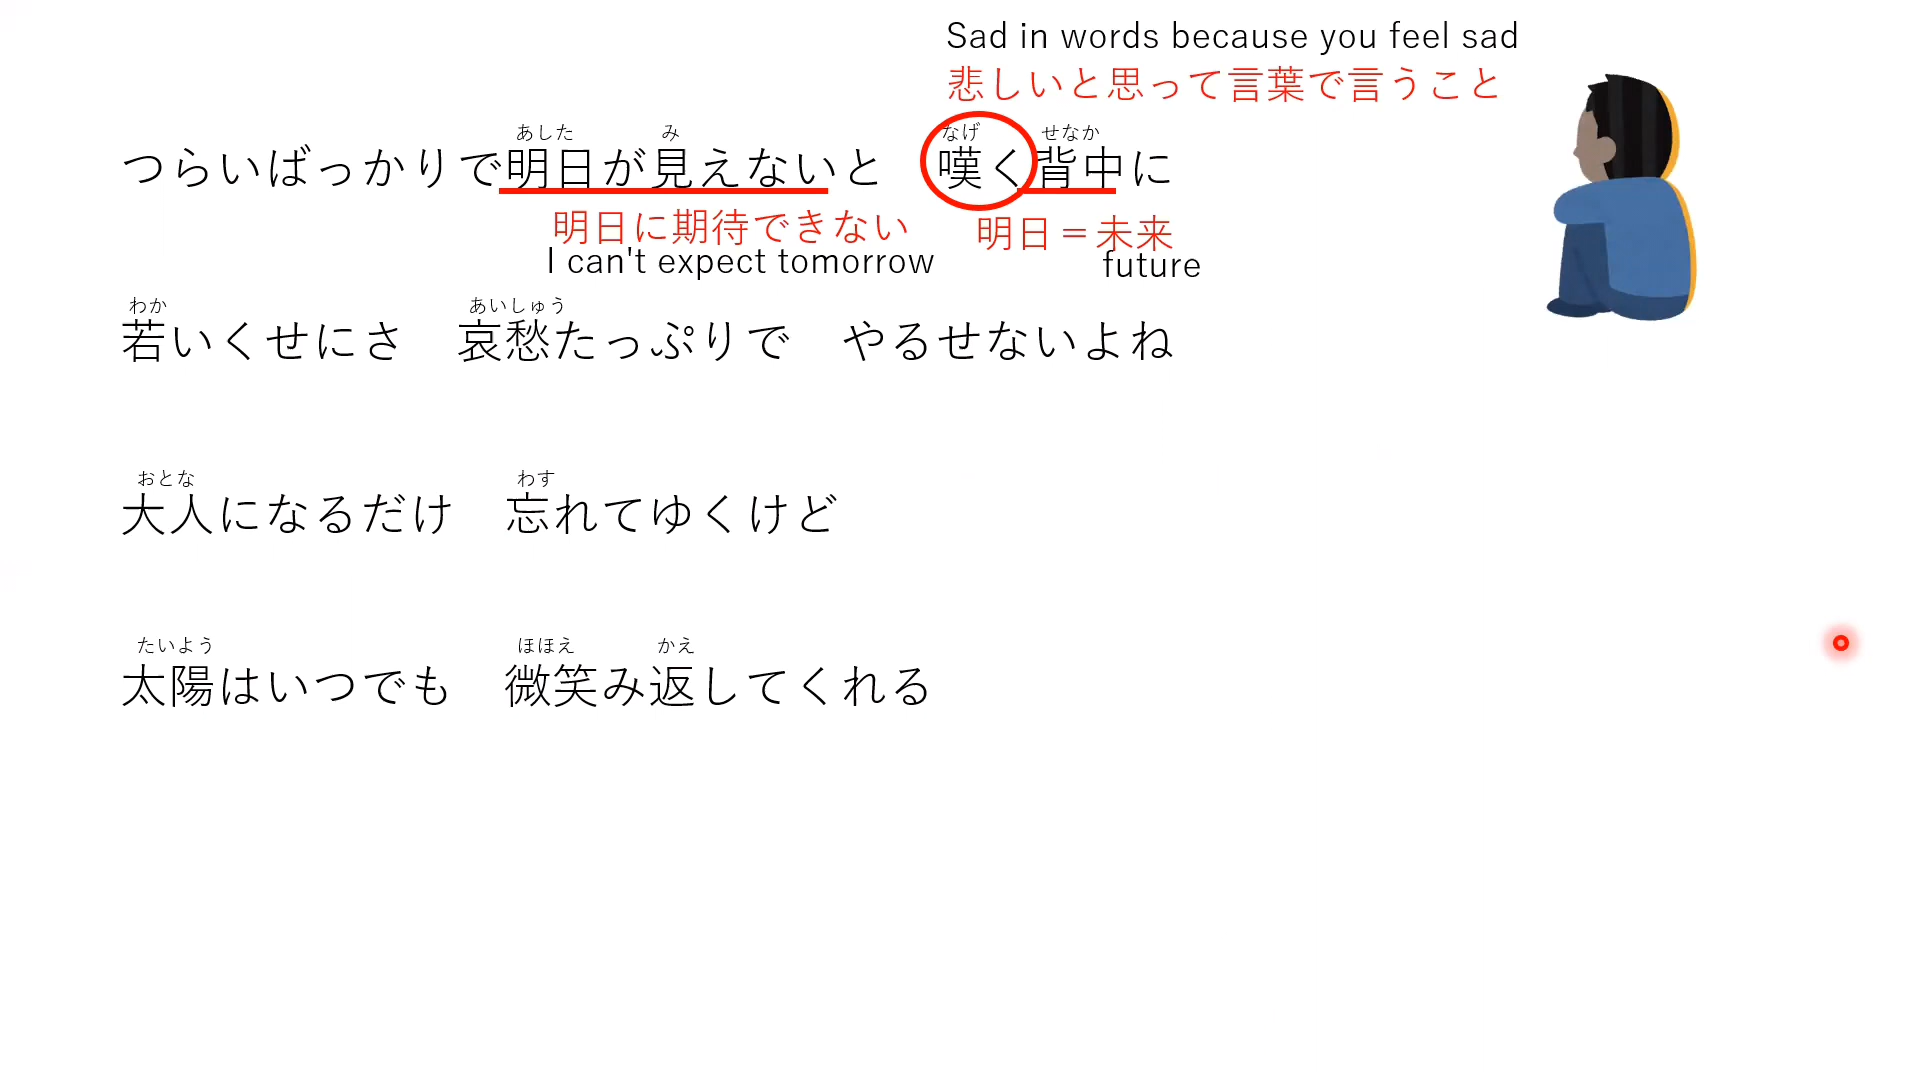 Sad in words because you feel sad
悲しいと思って言葉で言うこと
あした み なげ せなか
つらいばっかりで明日が見えないと 嘆く背中に
明日に期待できない 明日＝未来
I can't expect tomorrow future
わか あいしゅう
若いくせにさ 哀愁たっぷりで やるせないよね
おとな わす
大人になるだけ 忘れてゆくけど
たいよう ほほえ かえ
太陽はいつでも 微笑み返してくれる